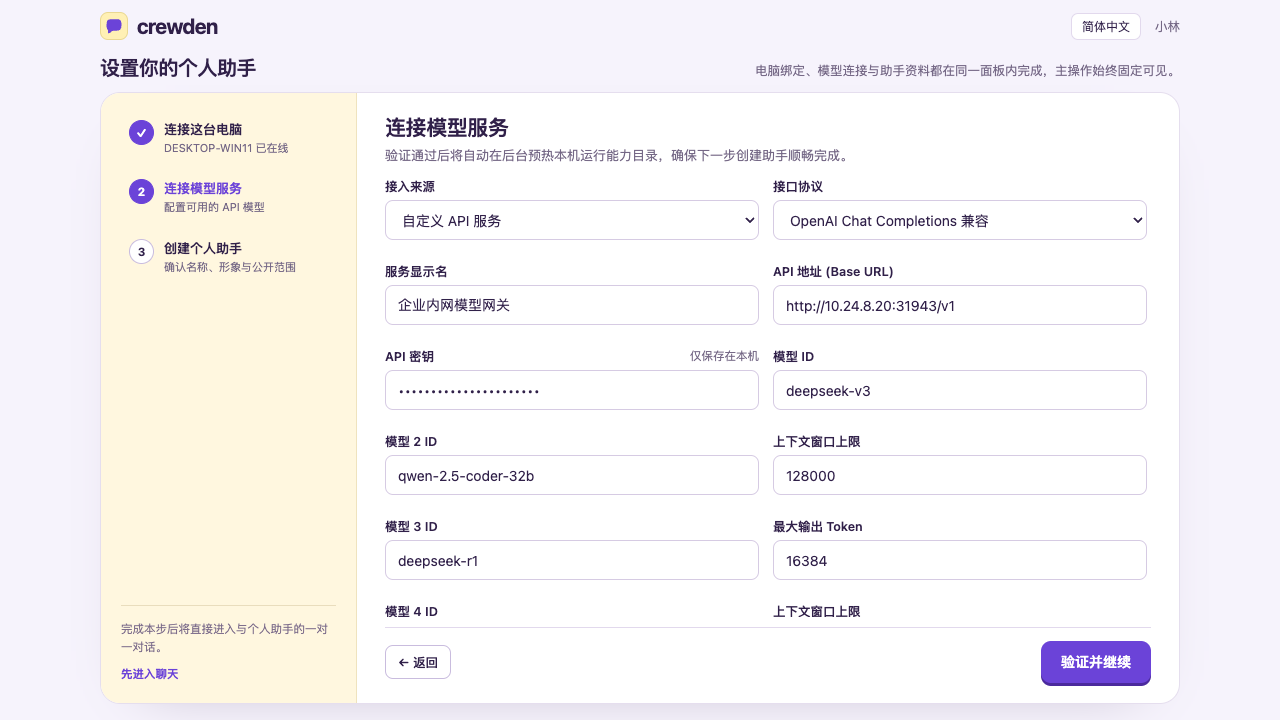 crewden
简体中文
小林
设置你的个人助手
电脑绑定、模型连接与助手资料都在同一面板内完成，主操作始终固定可见。
连接这台电脑
DESKTOP-WIN11 已在线
2
连接模型服务
配置可用的 API 模型
3
创建个人助手
确认名称、形象与公开范围
完成本步后将直接进入与个人助手的一对
一对话。
先进入聊天
连接模型服务
验证通过后将自动在后台预热本机运行能力目录，确保下一步创建助手顺畅完成。
接入来源
接口协议
自定义 API 服务
OpenAI Chat Completions 兼容
服务显示名
API 地址 (Base URL)
企业内网模型网关
http://10.24.8.20:31943/v1
API 密钥
仅保存在本机
模型 ID
••••••••••••••••••••••
deepseek-v3
模型 2 ID
上下文窗口上限
qwen-2.5-coder-32b
128000
模型 3 ID
最大输出 Token
deepseek-r1
16384
模型 4 ID
上下文窗口上限
← 返回
验证并继续